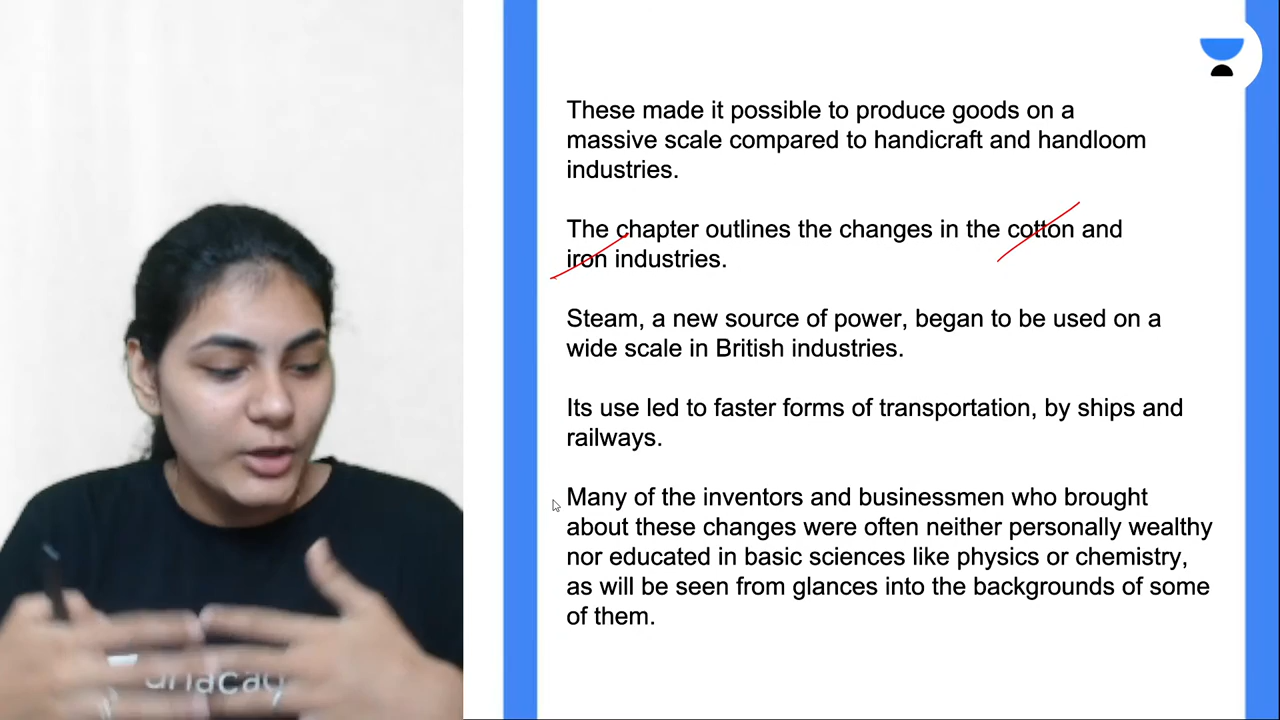 These made it possible to produce goods on a
massive scale compared to handicraft and handloom
industries.
The chapter outlines the changes in the cotton and
iron industries.
Steam, a new source of power, began to be used on a
wide scale in British industries.
Its use led to faster forms of transportation, by ships and
railways.
Many of the inventors and businessmen who brought
about these changes were often neither personally wealthy
nor educated in basic sciences like physics or chemistry,
as will be seen from glances into the backgrounds of some
of them.